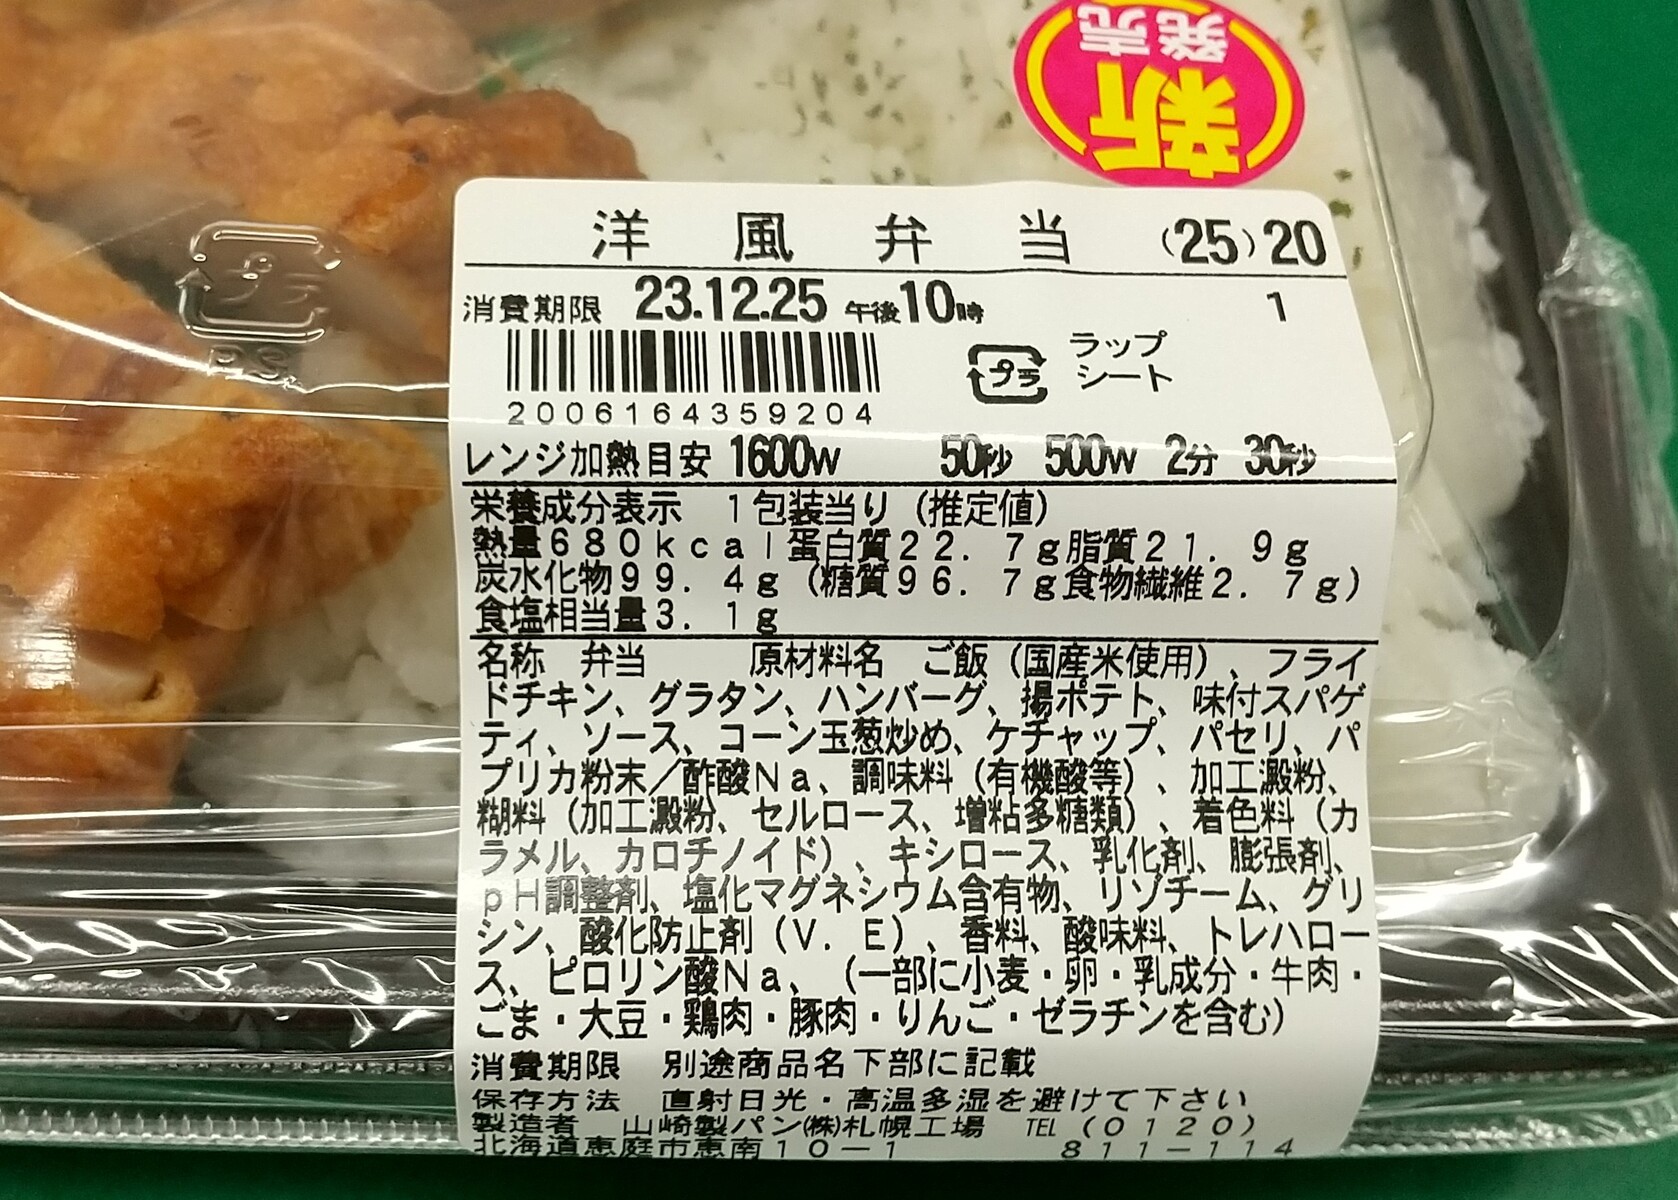 新
発売
プラ
PS
洋風弁当 (25)20
消費期限 23.12.25 午後10時 1
プラ ラップ
シート
2006164359204
レンジ加熱目安 1600W 50秒 500W 2分 30秒
栄養成分表示 1包装当り(推定値)
熱量680kcal蛋白質22.7g脂質21.9g
炭水化物99.4g(糖質96.7g食物繊維2.7g)
食塩相当量3.1g
名称 弁当 原材料名 ご飯(国産米使用)、フライ
ドチキン、グラタン、ハンバーグ、揚ポテト、味付スパゲ
ティ、ソース、コーン玉葱炒め、ケチャップ、パセリ、パ
プリカ粉末/酢酸Na、調味料(有機酸等)、加工澱粉、
糊料(加工澱粉、セルロース、増粘多糖類)、着色料(カ
ラメル、カロチノイド)、キシロース、乳化剤、膨張剤、
pH調整剤、塩化マグネシウム含有物、リゾチーム、グリ
シン、酸化防止剤(V.E)、香料、酸味料、トレハロー
ス、ピロリン酸Na、(一部に小麦・卵・乳成分・牛肉・
ごま・大豆・鶏肉・豚肉・りんご・ゼラチンを含む)
消費期限 別途商品名下部に記載
保存方法 直射日光・高温多湿を避けて下さい
製造者 山崎製パン(株)札幌工場 TEL(0120)
北海道恵庭市恵南10-1 811-114